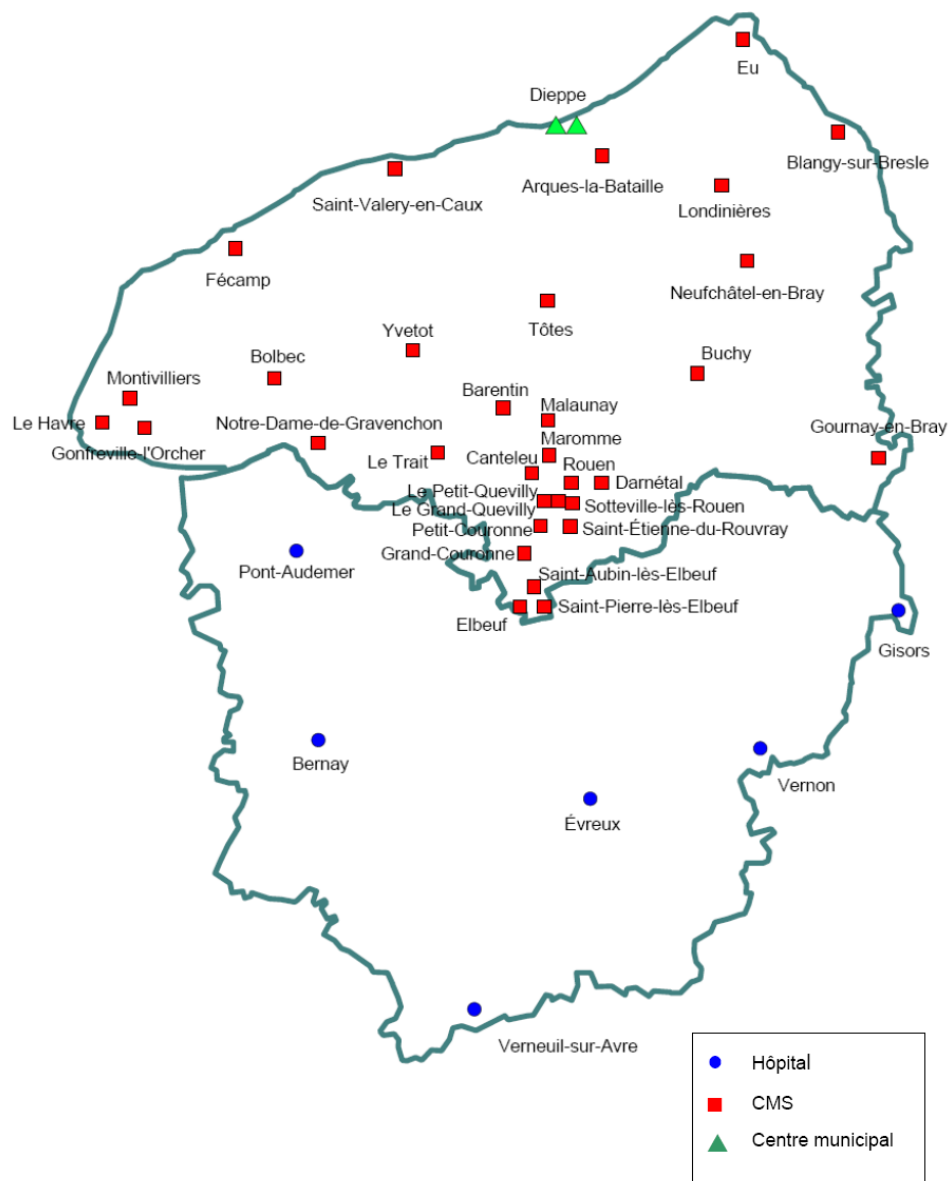 Eu
Dieppe
Blangy-sur-Bresle
Arques-la-Bataille
Saint-Valery-en-Caux
Londinières
Fécamp
Neufchâtel-en-Bray
Tôtes
Yvetot
Buchy
Bolbec
Montivilliers
Barentin
Malaunay
Le Havre
Notre-Dame-de-Gravenchon
Gournay-en-Bray
Maromme
Gonfreville-l'Orcher
Le Trait
Canteleu
Rouen
Darnétal
Le Petit-Quevilly
Le Grand-Quevilly
Sotteville-lès-Rouen
Petit-Couronne
Saint-Étienne-du-Rouvray
Grand-Couronne
Pont-Audemer
Saint-Aubin-lès-Elbeuf
Saint-Pierre-lès-Elbeuf
Elbeuf
Gisors
Bernay
Vernon
Évreux
Verneuil-sur-Avre
Hôpital
CMS
Centre municipal